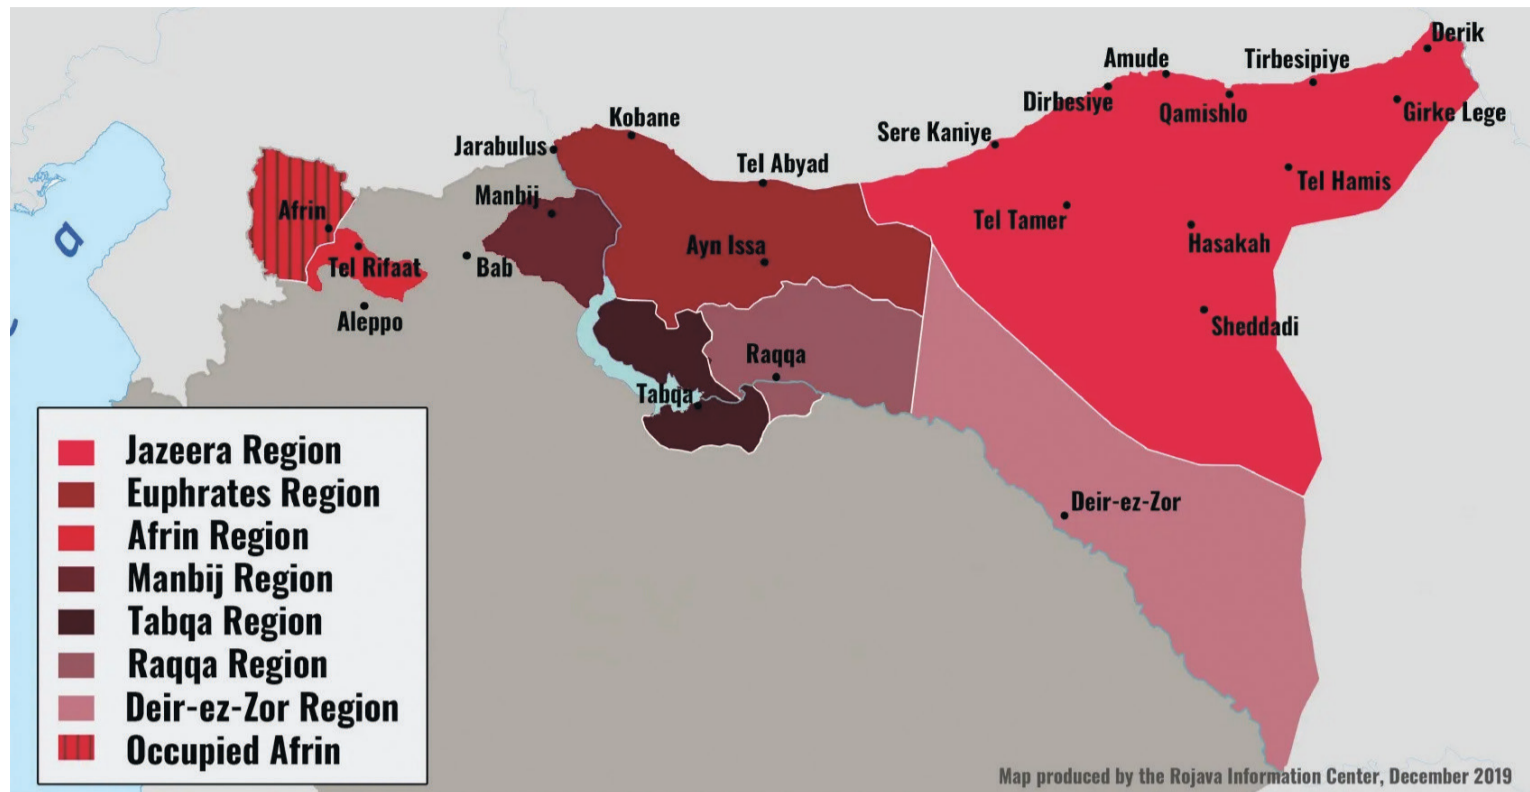 Derik
Amude
Tirbesipiye
Dirbesiye
Qamishlo
Girke Lege
Kobane
Sere Kaniye
Jarabulus
Tel Abyad
Tel Hamis
Manbij
Afrin
Tel Tamer
Hasakah
Ayn Issa
Tel Rifaat
Bab
a
Aleppo
Sheddadi
Raqqa
Tabqa
Deir-ez-Zor
Jazeera Region
Euphrates Region
Afrin Region
Manbij Region
Tabqa Region
Raqqa Region
Deir-ez-Zor Region
Occupied Afrin
Map produced by the Rojava Information Center, December 2019